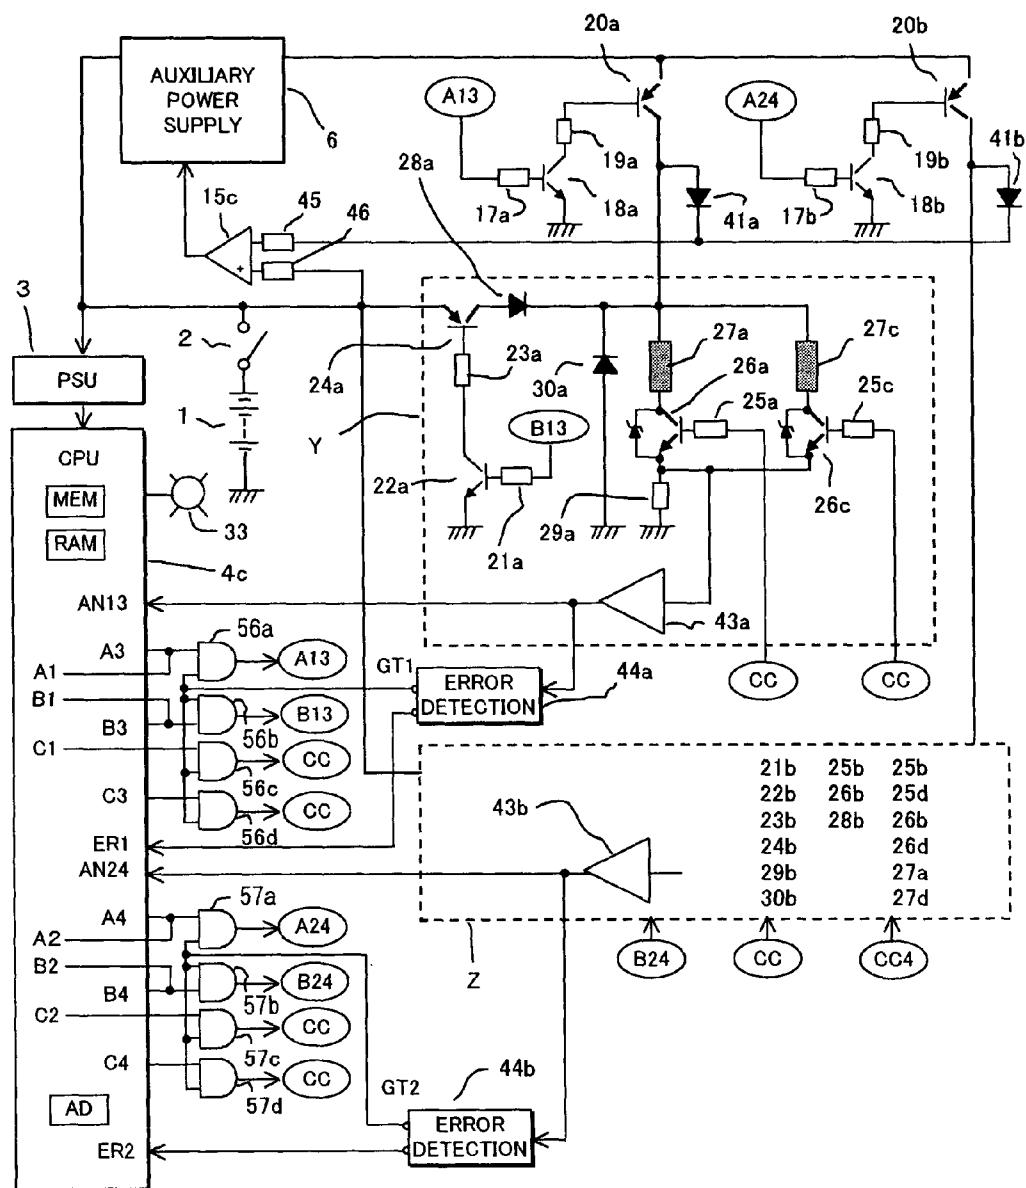 20a
20b
AUXILIARY
POWER
SUPPLY
6
A13
19a
17a
18a
A24
19b
17b
18b
41b
41a
28a
15c
45
46
+
3
2
PSU
1
24a
23a
30a
27a
26a
27c
25a
25c
Y
B13
22a
21a
29a
26c
CPU
MEM
RAM
33
4c
AN13
43a
56a
A3
A1
A13
GT1
ERROR
DETECTION
44a
CC
CC
B1
B3
B13
56b
C1
CC
56c
C3
CC
56d
ER1
AN24
43b
21b 25b 25b
22b 26b 25d
23b 28b 26b
24b 26d
29b 27a
30b 27d
57a
A4
A2
A24
B2
B4
B24
57b
Z
B24
CC
CC4
C2
CC
57c
C4
CC
57d
44b
GT2
AD
ERROR
DETECTION
ER2